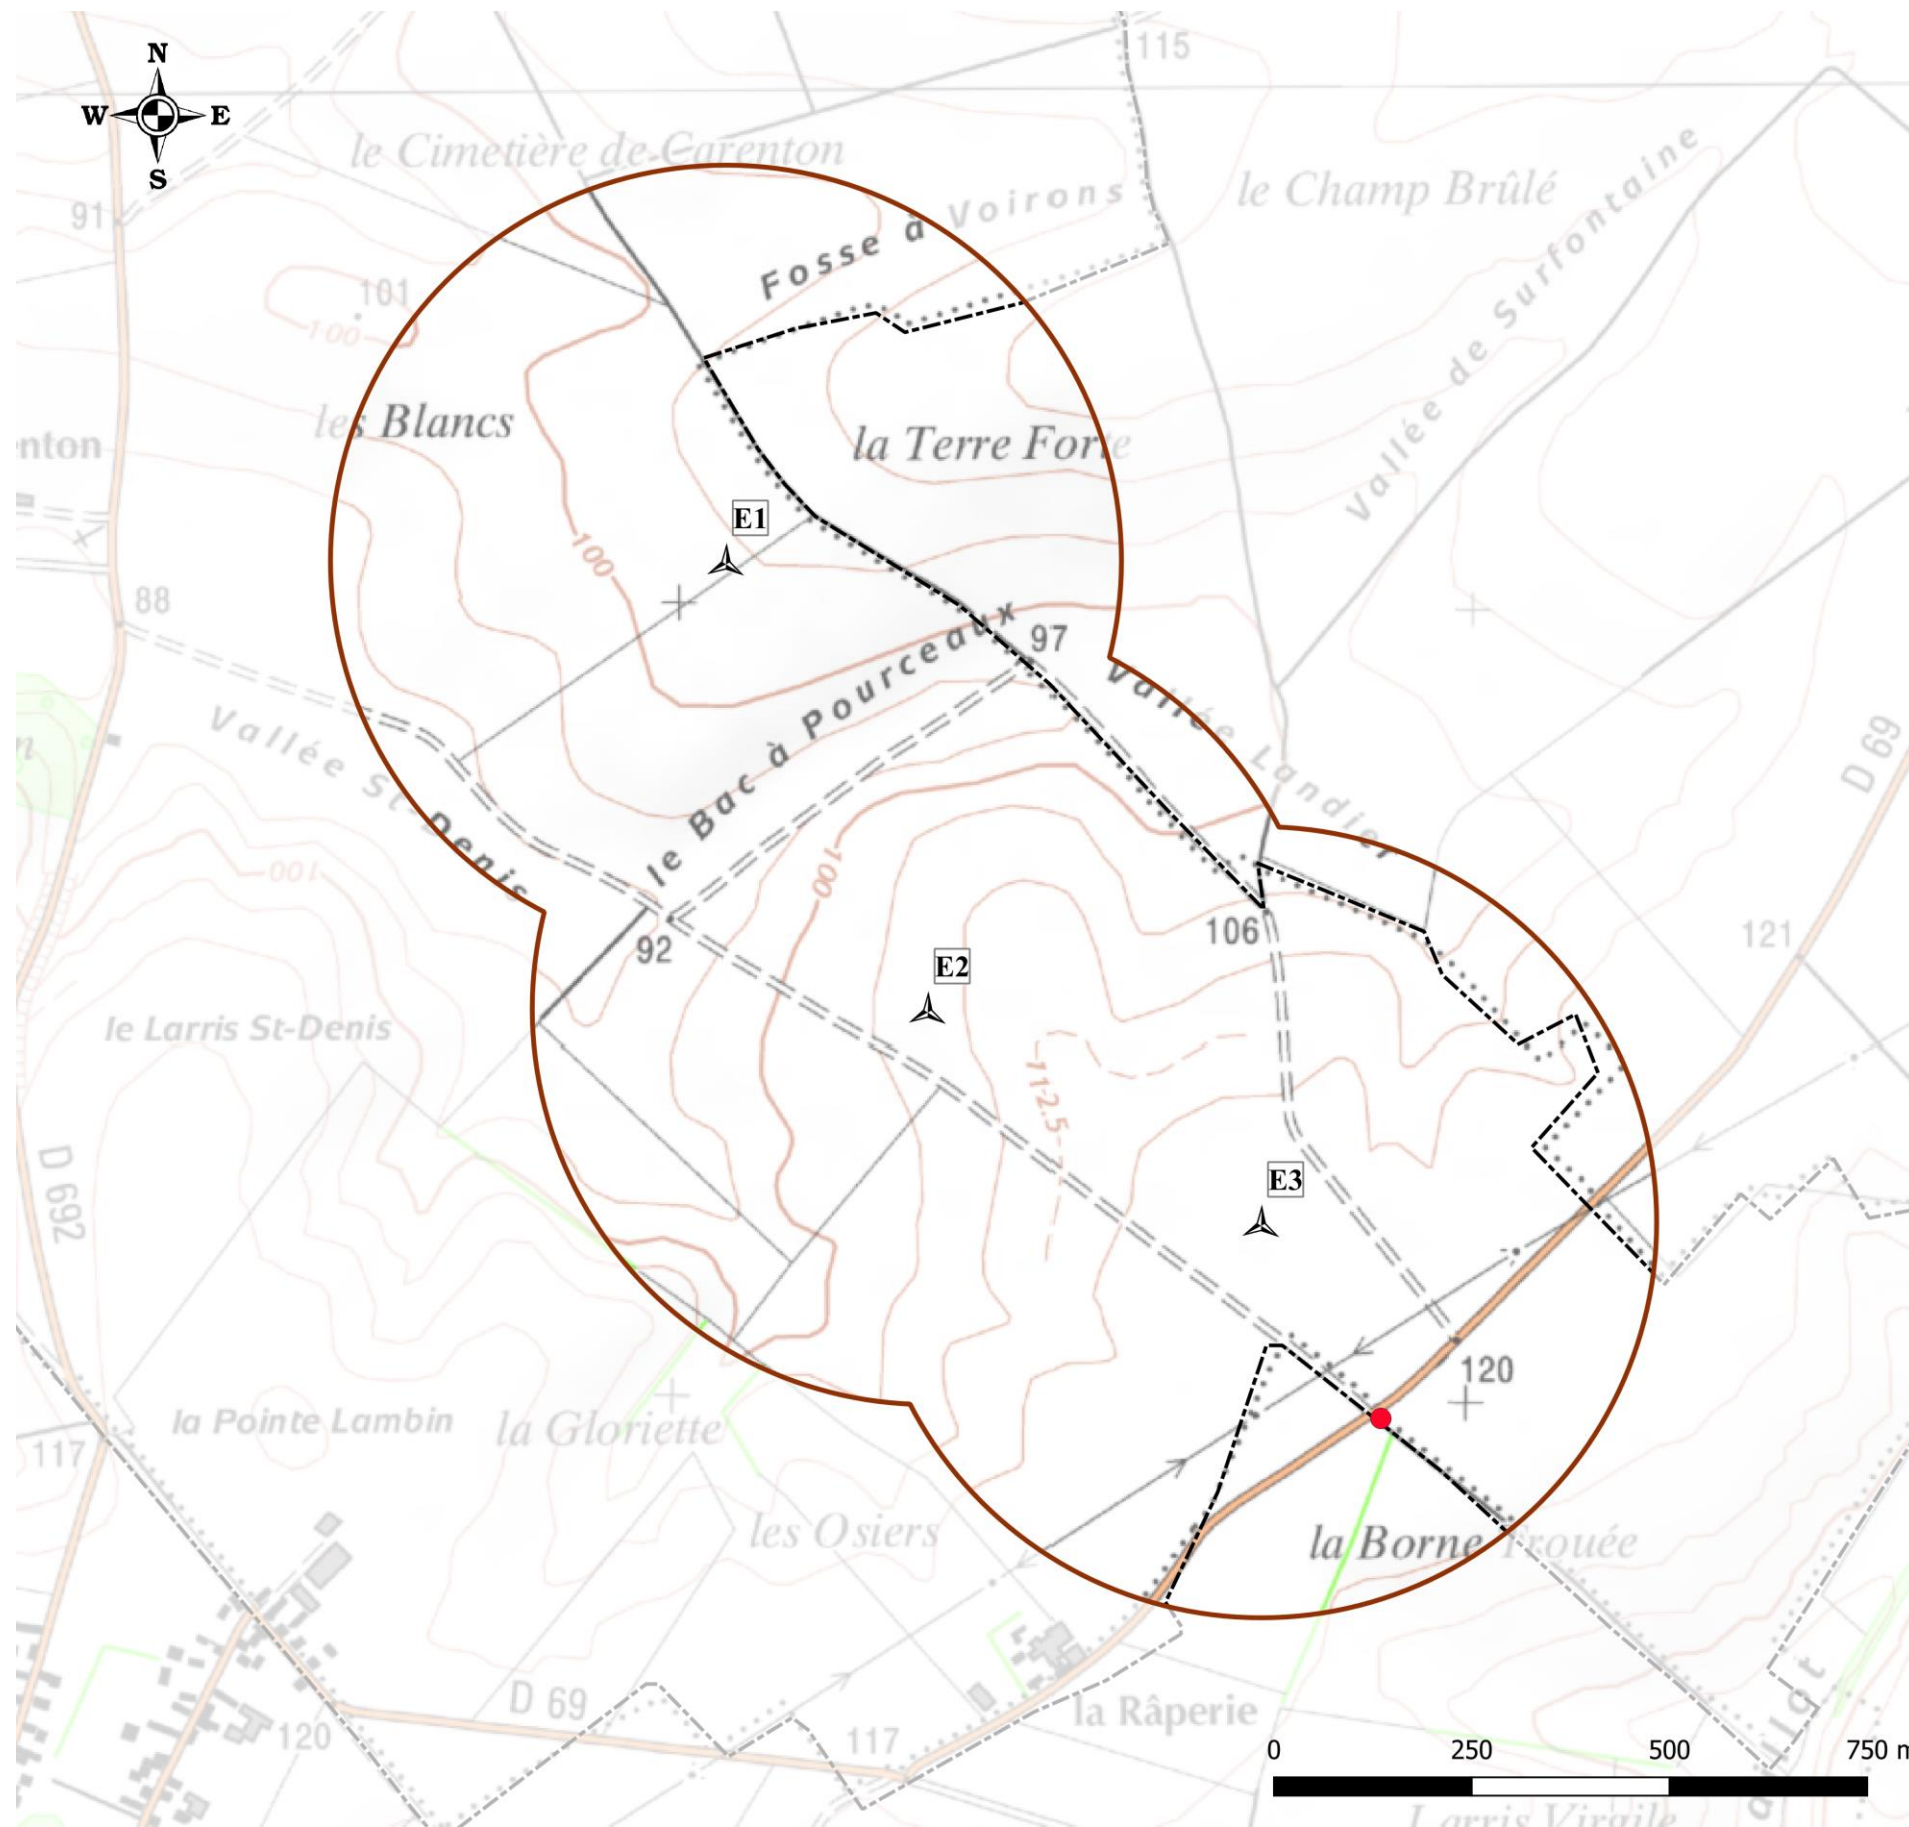 N
W E
S
115
le Cimetière de Carenton
le Champ Brûlé
Fosse à Voirons
91
101
100
Vallée de Surfontaine
les Blancs
la Terre Forte
nton
E1
100
88
97
le Bac à Pourceaux
Vallée Landier
Vallée St-Denis
D 69
100
100
92
106
121
E2
le Larris St-Denis
112.5
D 692
E3
120
la Pointe Lambin
la Gloriette
117
les Osiers
la Borne Trouée
D 69
la Râperie
120
117
0 250 500 750 m
Larris Virgile